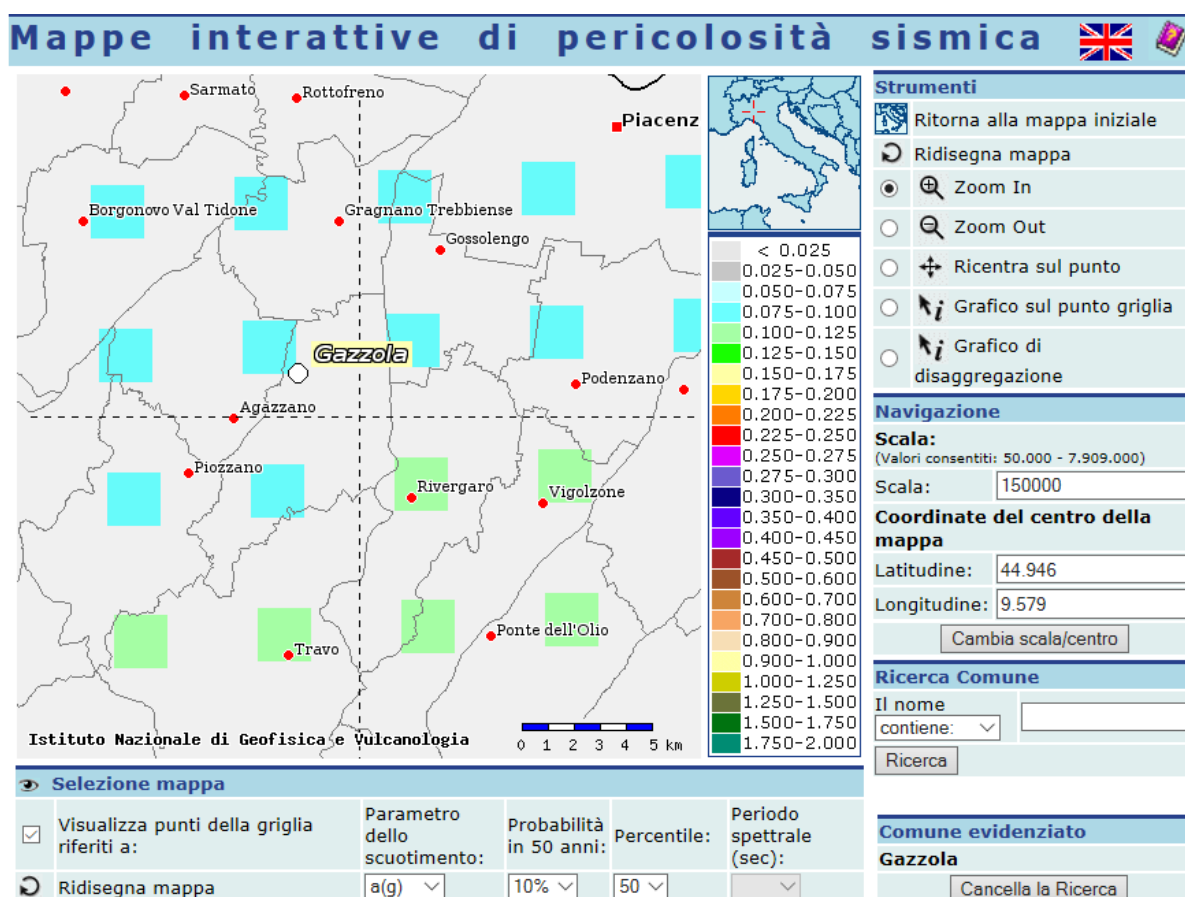 Mappe interattive di pericolosità sismica
Sarmato
Rottofreno
Piacenz
Borgonovo Val Tidone
Gragnano Trebbiense
Gossolengo
Gazzola
Podenzano
Agazzano
Piozzano
Rivergaro
Vigolzone
Ponte dell'Olio
Travo
Istituto Nazionale di Geofisica e Vulcanologia
0 1 2 3 4 5 km
< 0.025
0.025-0.050
0.050-0.075
0.075-0.100
0.100-0.125
0.125-0.150
0.150-0.175
0.175-0.200
0.200-0.225
0.225-0.250
0.250-0.275
0.275-0.300
0.300-0.350
0.350-0.400
0.400-0.450
0.450-0.500
0.500-0.600
0.600-0.700
0.700-0.800
0.800-0.900
0.900-1.000
1.000-1.250
1.250-1.500
1.500-1.750
1.750-2.000
Strumenti
Ritorna alla mappa iniziale
Ridisegna mappa
Zoom In
Zoom Out
Ricentra sul punto
i Grafico sul punto griglia
i Grafico di
disaggregazione
Navigazione
Scala:
(Valori consentiti: 50.000 - 7.909.000)
Scala: 150000
Coordinate del centro della
mappa
Latitudine: 44.946
Longitudine: 9.579
Cambia scala/centro
Ricerca Comune
Il nome
contiene:
Ricerca
Comune evidenziato
Gazzola
Cancella la Ricerca
Selezione mappa
Visualizza punti della griglia
riferiti a:
Parametro
dello
scuotimento:
Probabilità
in 50 anni:
Percentile:
Periodo
spettrale
(sec):
Ridisegna mappa
a(g)
10%
50